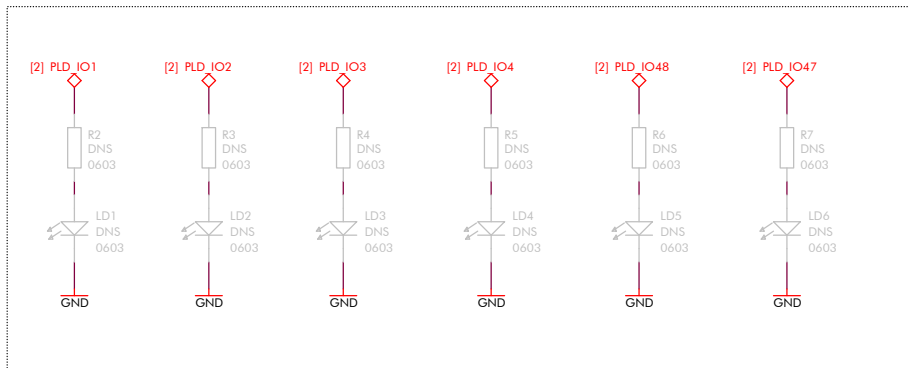 [2] PLD_IO1 [2] PLD_IO2 [2] PLD_IO3 [2] PLD_IO4 [2] PLD_IO48 [2] PLD_IO47
R2 R3 R4 R5 R6 R7
DNS DNS DNS DNS DNS DNS
0603 0603 0603 0603 0603 0603
LD1 LD2 LD3 LD4 LD5 LD6
DNS DNS DNS DNS DNS DNS
0603 0603 0603 0603 0603 0603
GND GND GND GND GND GND